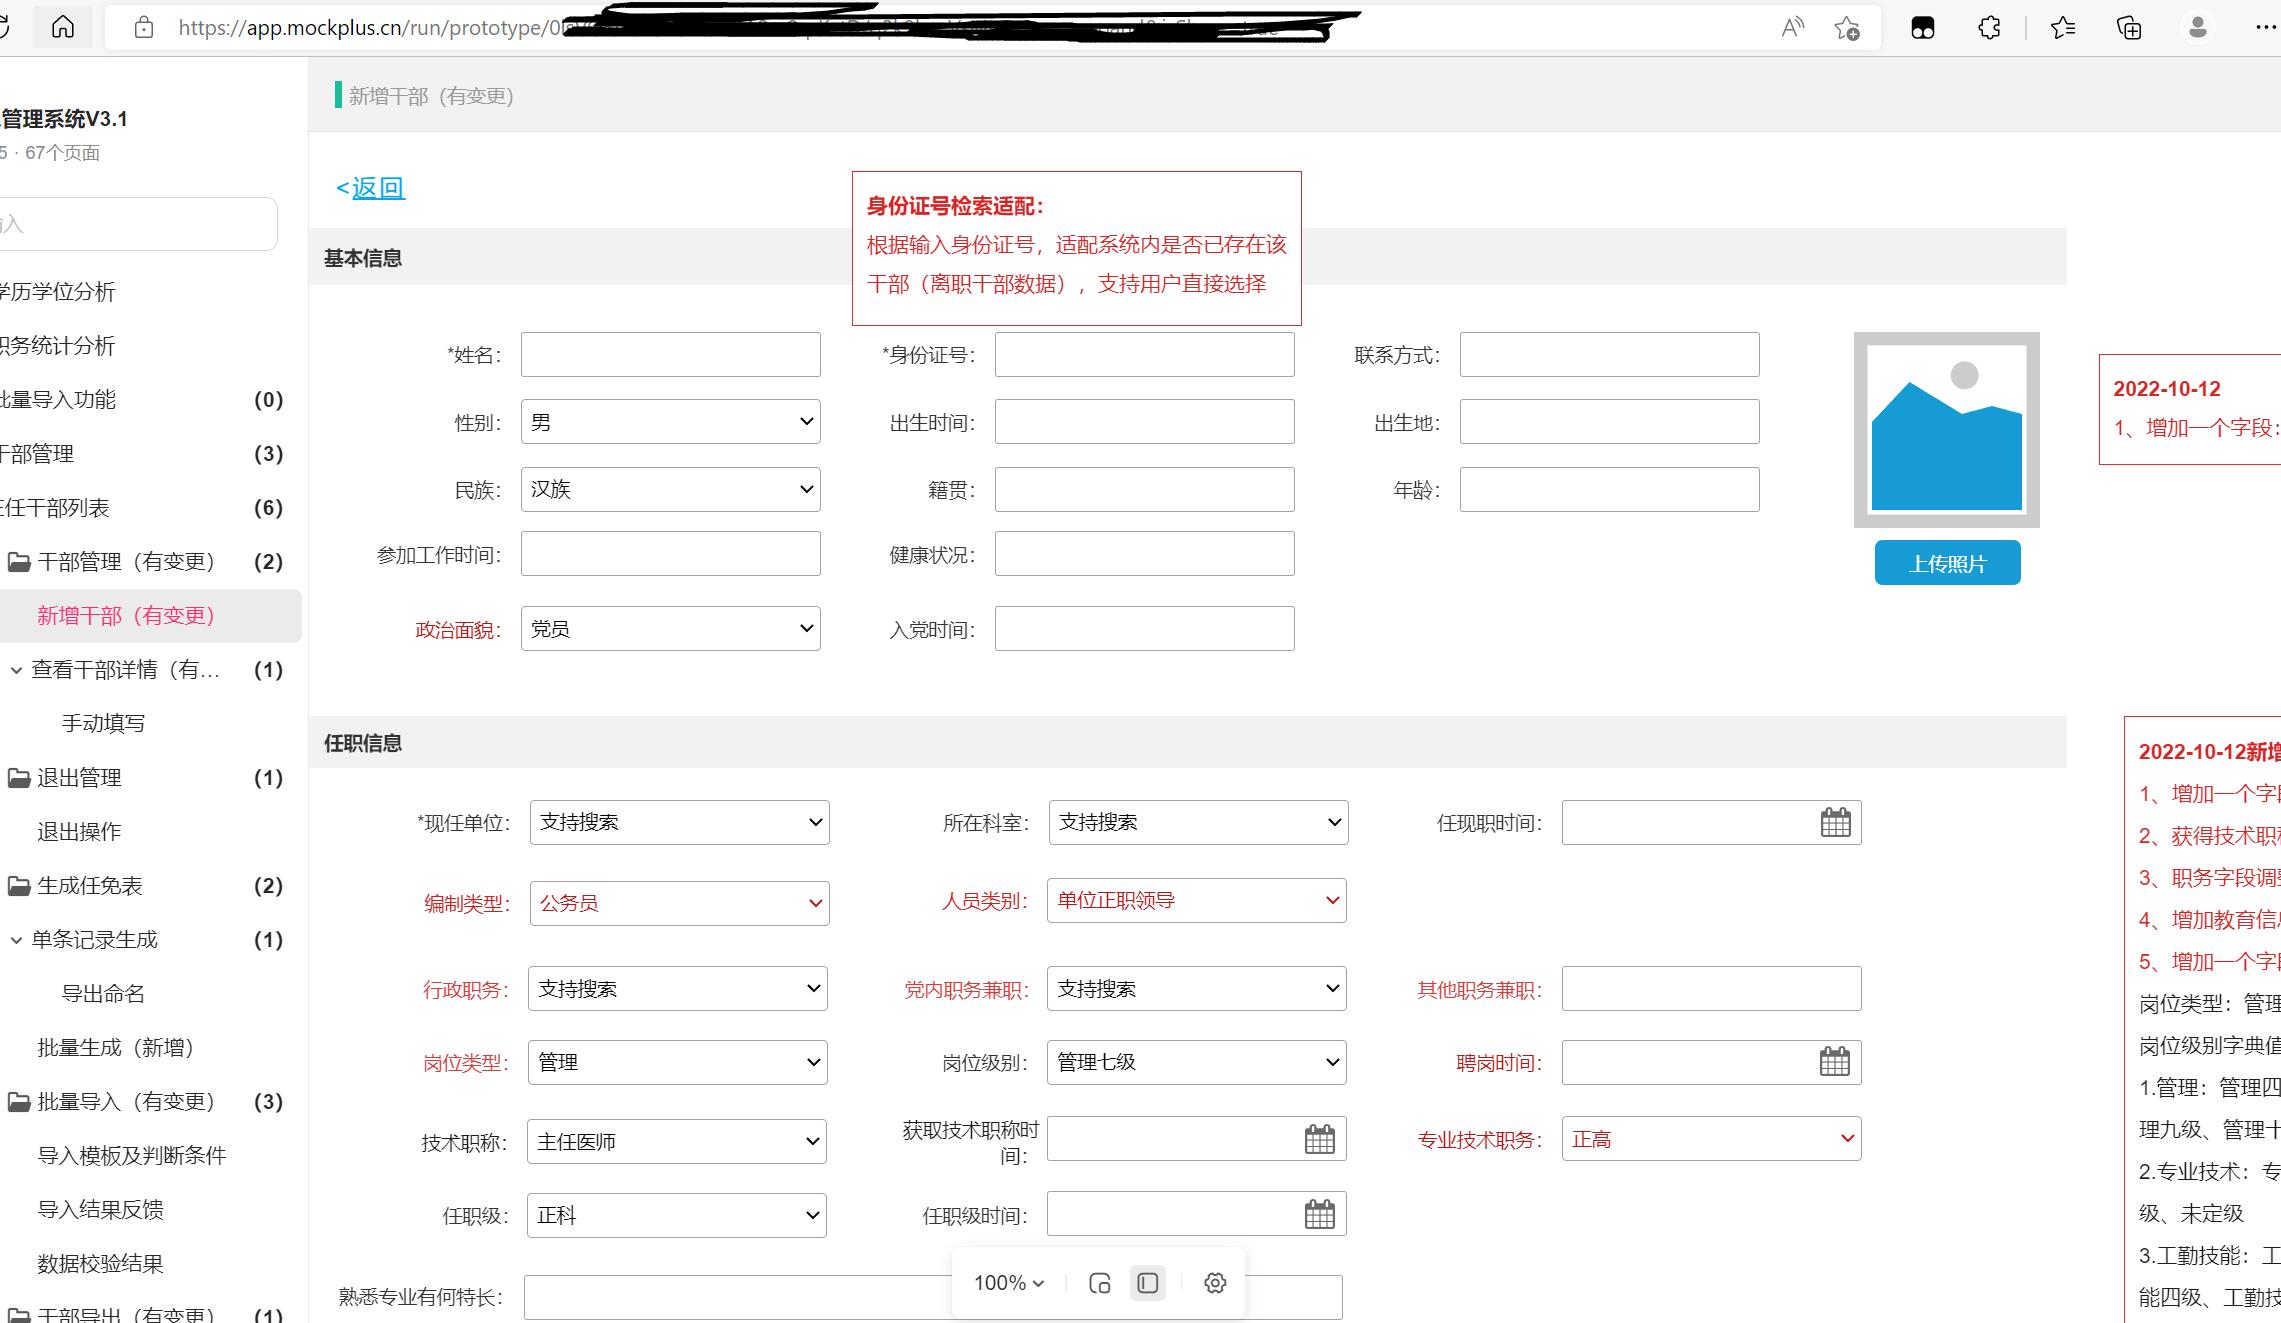 https://app.mockplus.cn/run/prototype/0l
管理系统V3.1
5 · 67个页面
入
学历学位分析
职务统计分析
批量导入功能 (0)
干部管理 (3)
在任干部列表 (6)
干部管理（有变更） (2)
新增干部（有变更）
查看干部详情（有... (1)
手动填写
退出管理 (1)
退出操作
生成任免表 (2)
单条记录生成 (1)
导出命名
批量生成（新增）
批量导入（有变更） (3)
导入模板及判断条件
导入结果反馈
数据校验结果
干部导出（有变更） (1)
新增干部（有变更）
<返回
身份证号检索适配：
根据输入身份证号，适配系统内是否已存在该
干部（离职干部数据），支持用户直接选择
基本信息
*姓名： *身份证号： 联系方式：
性别： 男 出生时间： 出生地：
民族： 汉族 籍贯： 年龄：
参加工作时间： 健康状况：
上传照片
政治面貌： 党员 入党时间：
2022-10-12
1、增加一个字段：
任职信息
*现任单位： 支持搜索 所在科室： 支持搜索 任现职时间：
编制类型： 公务员 人员类别： 单位正职领导
行政职务： 支持搜索 党内职务兼职： 支持搜索 其他职务兼职：
岗位类型： 管理 岗位级别： 管理七级 聘岗时间：
技术职称： 主任医师 获取技术职称时
间： 专业技术职务： 正高
任职级： 正科 任职级时间：
熟悉专业有何特长：
100%
2022-10-12新增
1、增加一个字段
2、获得技术职称
3、职务字段调整
4、增加教育信息
5、增加一个字段
岗位类型：管理
岗位级别字典值
1.管理：管理四
理九级、管理十
2.专业技术：专
级、未定级
3.工勤技能：工
能四级、工勤技